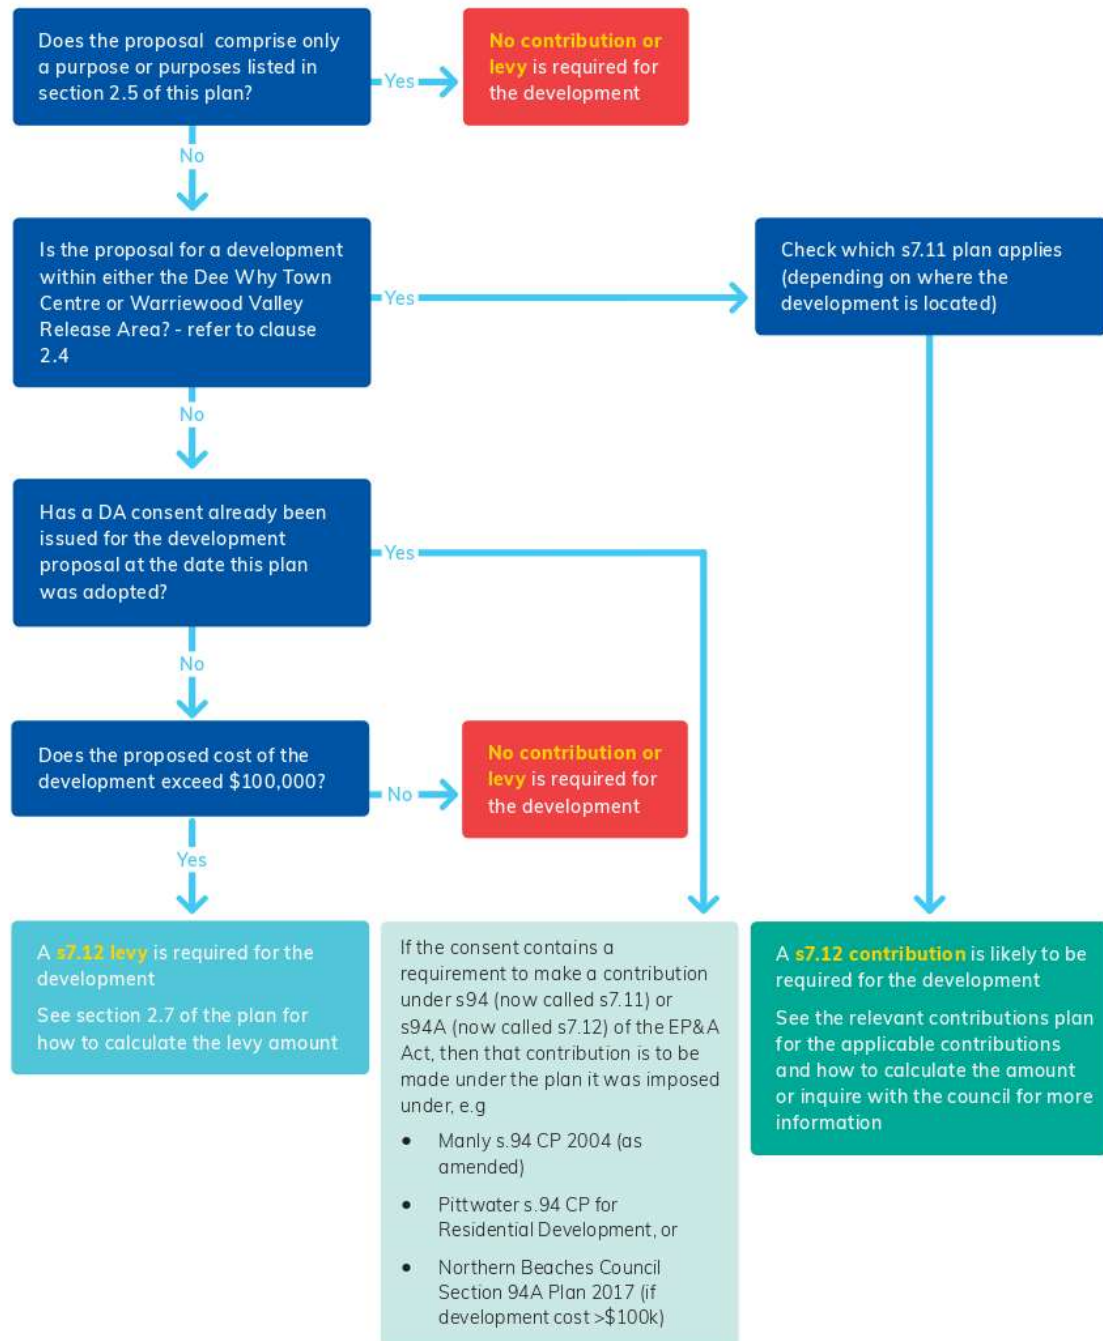 Does the proposal comprise only
a purpose or purposes listed in
section 2.5 of this plan?
Yes
No contribution or
levy is required for
the development
No
Is the proposal for a development
within either the Dee Why Town
Centre or Warriewood Valley
Release Area? - refer to clause
2.4
Yes
Check which s7.11 plan applies
(depending on where the
development is located)
No
Has a DA consent already been
issued for the development
proposal at the date this plan
was adopted?
Yes
No
Does the proposed cost of the
development exceed $100,000?
No
No contribution or
levy is required for
the development
Yes
A s7.12 levy is required for the
development
See section 2.7 of the plan for
how to calculate the levy amount
If the consent contains a
requirement to make a contribution
under s94 (now called s7.11) or
s94A (now called s7.12) of the EP&A
Act, then that contribution is to be
made under the plan it was imposed
under, e.g
• Manly s.94 CP 2004 (as
amended)
• Pittwater s.94 CP for
Residential Development, or
• Northern Beaches Council
Section 94A Plan 2017 (if
development cost >$100k)
A s7.12 contribution is likely to be
required for the development
See the relevant contributions plan
for the applicable contributions
and how to calculate the amount
or inquire with the council for more
information